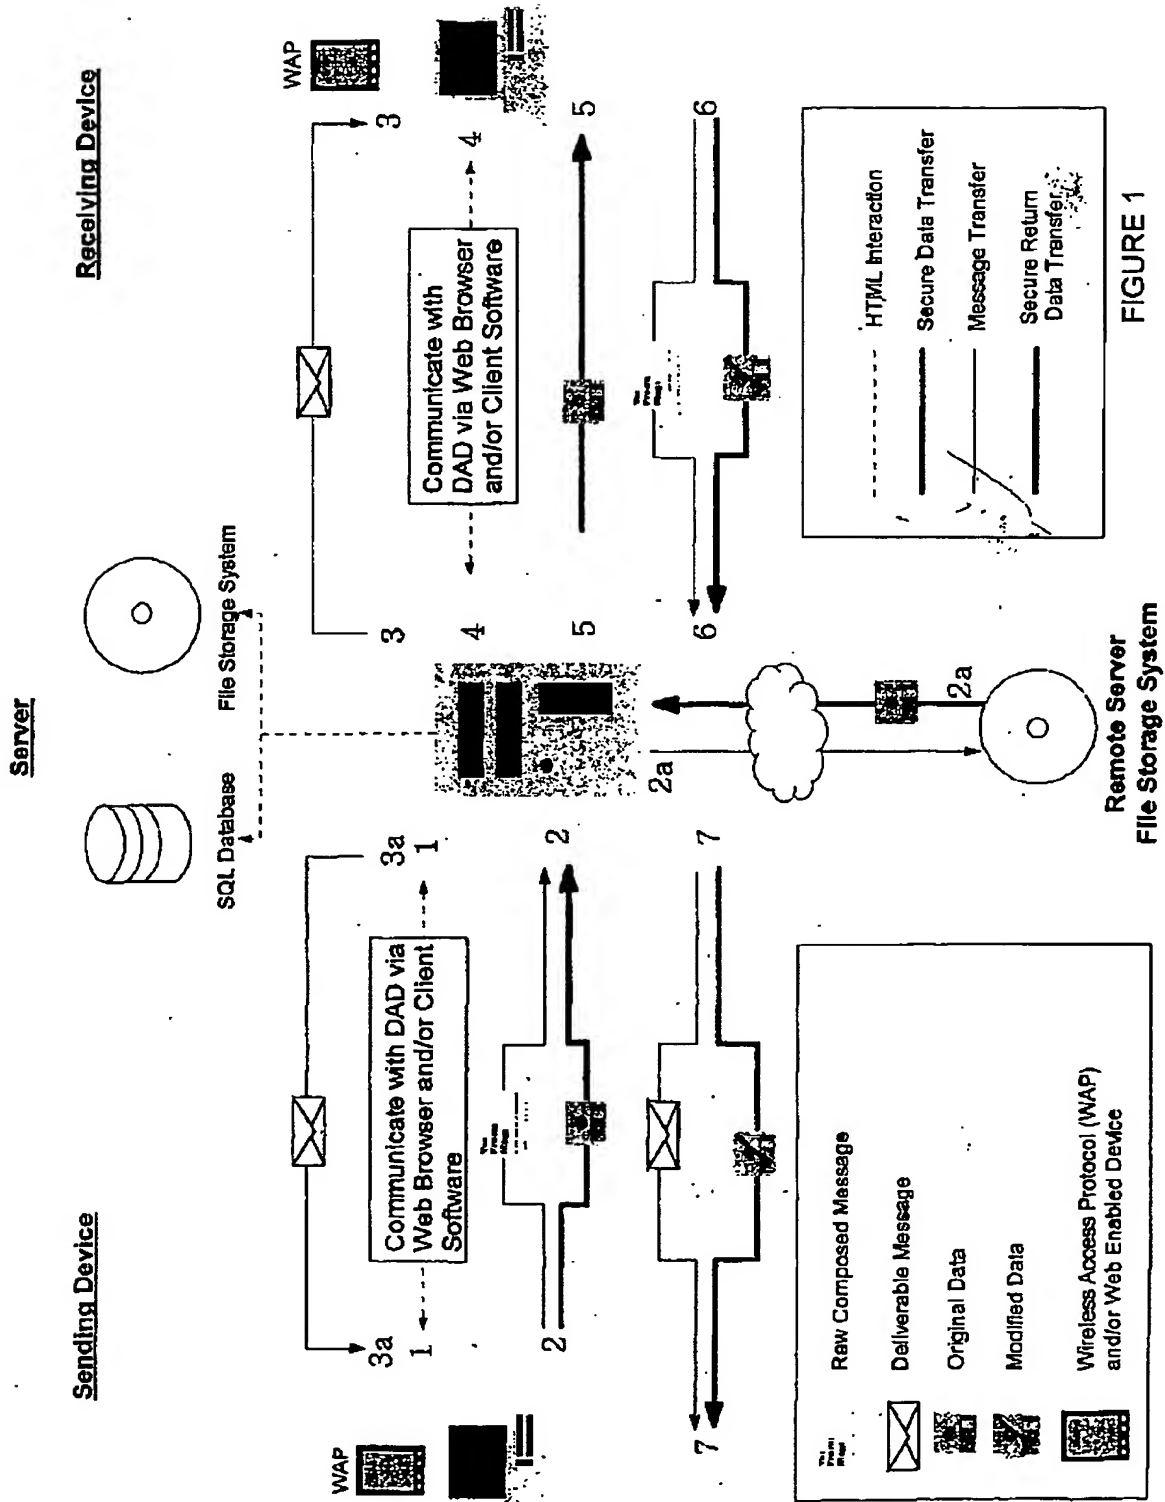 Sending Device
Server
Receiving Device
SQL Database
File Storage System
WAP
WAP
3a
3a
3
3
1
Communicate with DAD via
Web Browser and/or Client
Software
1
4
Communicate with
DAD via Web Browser
and/or Client Software
4
2
2
5
5
7
7
6
6
2a
2a
Remote Server
File Storage System
Raw Composed Message
Deliverable Message
Original Data
Modified Data
Wireless Access Protocol (WAP)
and/or Web Enabled Device
HTML Interaction
Secure Data Transfer
Message Transfer
Secure Return
Data Transfer
FIGURE 1